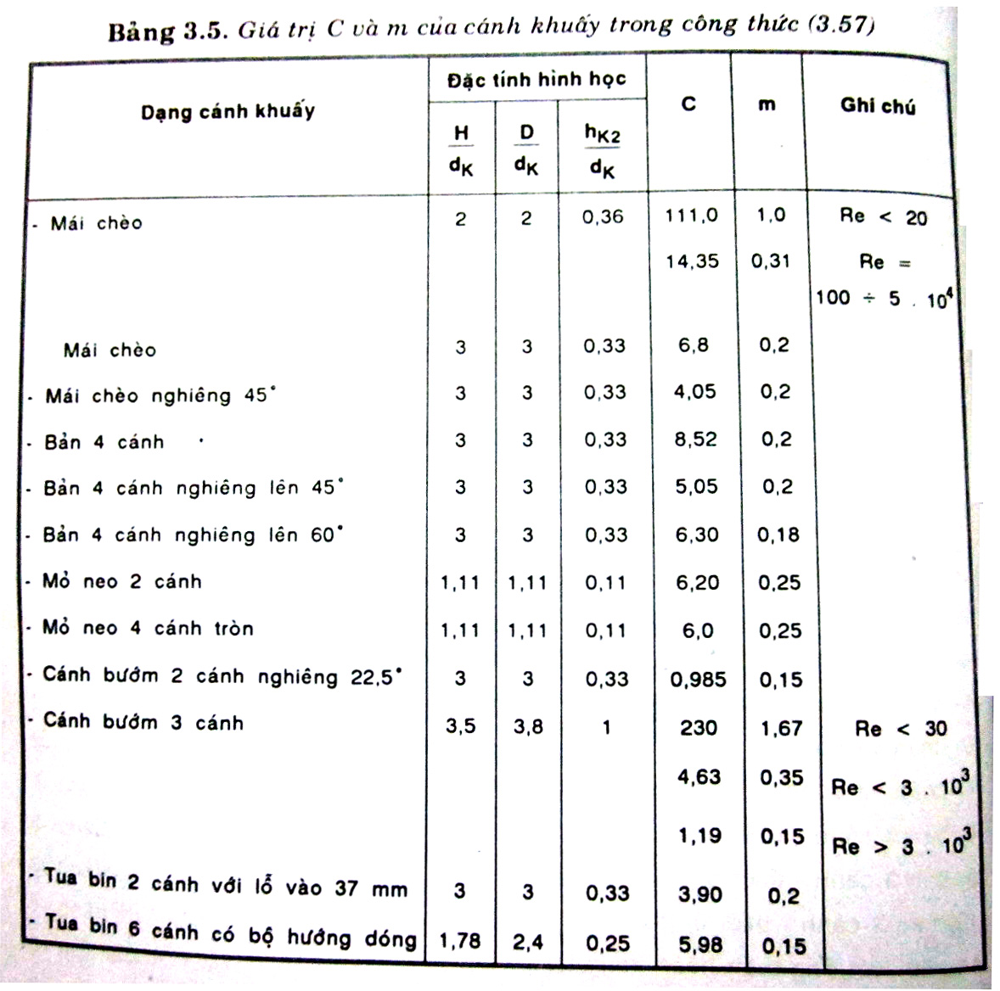 Bảng 3.5. Giá trị C và m của cánh khuấy trong công thức (3.57)
Dạng cánh khuấy Đặc tính hình học C m Ghi chú
H/dK D/dK hK2/dK
- Mái chèo 2 2 0,36 111,0 1,0 Re < 20
14,35 0,31 Re =
100 ÷ 5 . 10⁴
Mái chèo 3 3 0,33 6,8 0,2
- Mái chèo nghiêng 45° 3 3 0,33 4,05 0,2
- Bản 4 cánh 3 3 0,33 8,52 0,2
- Bản 4 cánh nghiêng lên 45° 3 3 0,33 5,05 0,2
- Bản 4 cánh nghiêng lên 60° 3 3 0,33 6,30 0,18
- Mỏ neo 2 cánh 1,11 1,11 0,11 6,20 0,25
- Mỏ neo 4 cánh tròn 1,11 1,11 0,11 6,0 0,25
- Cánh bướm 2 cánh nghiêng 22,5° 3 3 0,33 0,985 0,15
- Cánh bướm 3 cánh 3,5 3,8 1 230 1,67 Re < 30
4,63 0,35 Re < 3 . 10³
1,19 0,15 Re > 3 . 10³
- Tua bin 2 cánh với lỗ vào 37 mm 3 3 0,33 3,90 0,2
- Tua bin 6 cánh có bộ hướng dóng 1,78 2,4 0,25 5,98 0,15